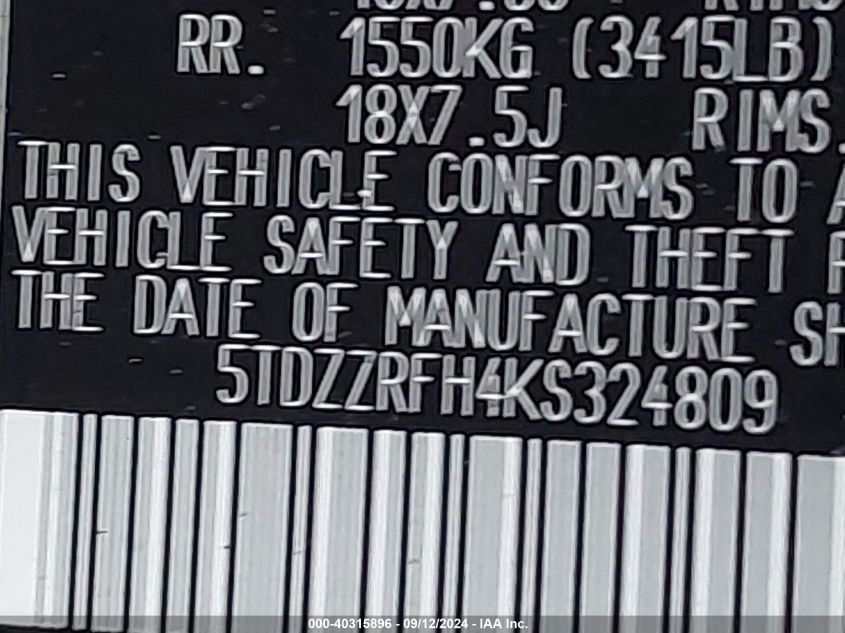 RR. 1550KG (3415LB)
18X7.5J RIMS.
THIS VEHICLE CONFORMS TO A
VEHICLE SAFETY AND THEFT
THE DATE OF MANUFACTURE SH
5TDZZRFH4KS324809
000-40315896 - 09/12/2024 - IAA Inc.